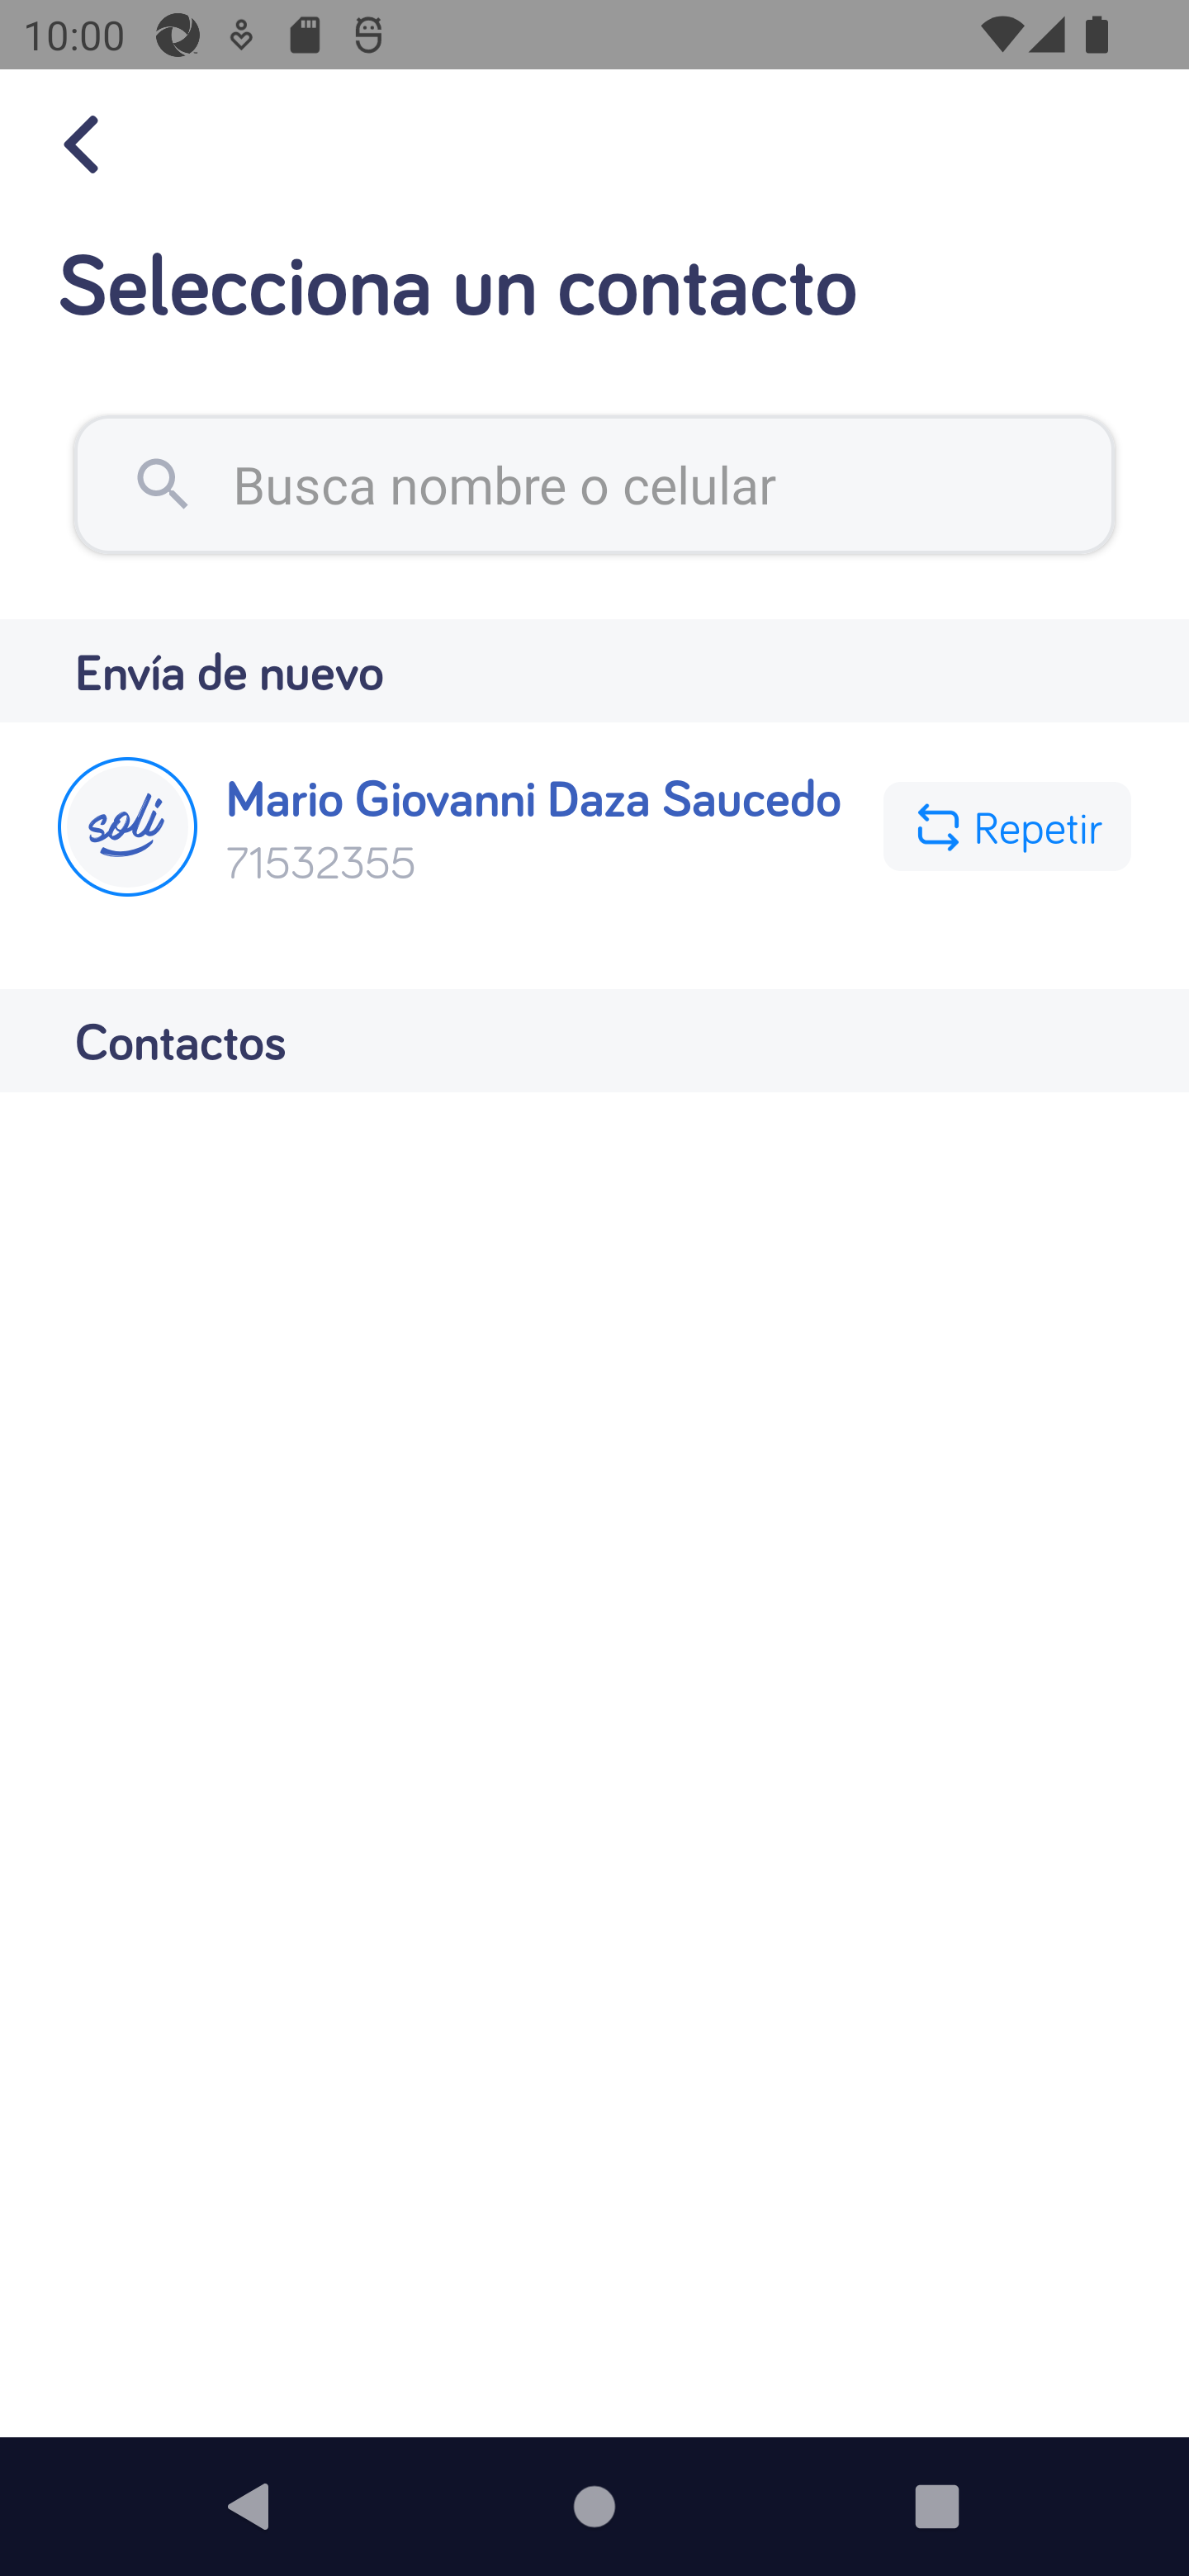 10:00
Selecciona un contacto
Busca nombre o celular
Envía de nuevo
soli
Mario Giovanni Daza Saucedo
71532355
Repetir
Contactos